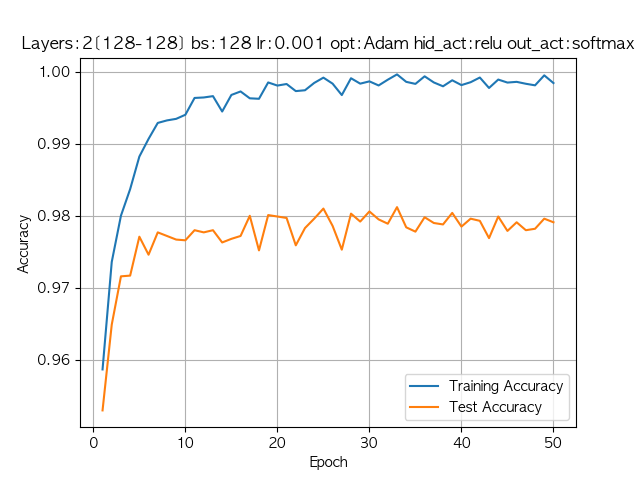 Layers:2[128-128] bs:128 lr:0.001 opt:Adam hid_act:relu out_act:softmax
1.00
0.99
0.98
0.97
0.96
Accuracy
Training Accuracy
Test Accuracy
0
10
20
30
40
50
Epoch